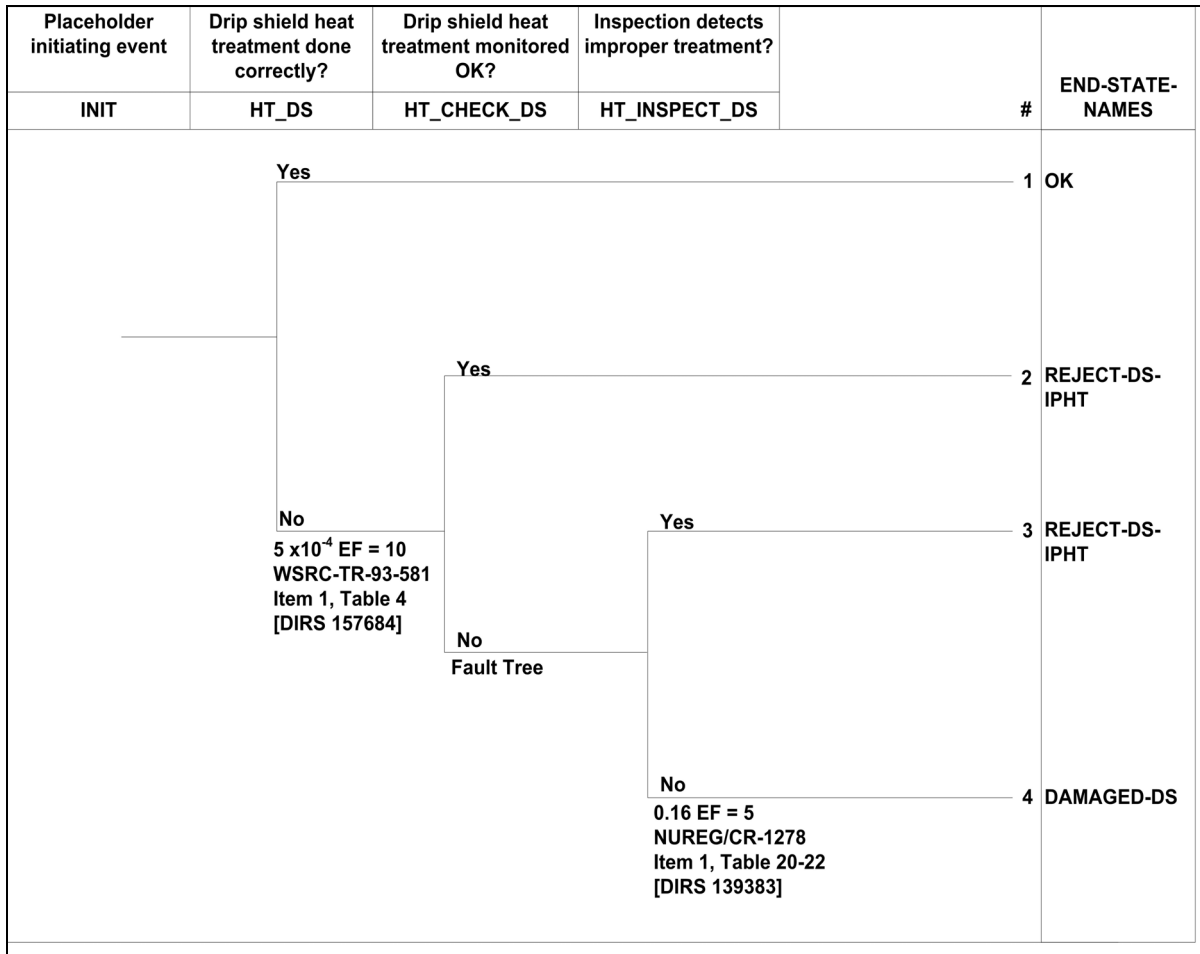 Placeholder
initiating event
Drip shield heat
treatment done
correctly?
Drip shield heat
treatment monitored
OK?
Inspection detects
improper treatment?
INIT
HT_DS
HT_CHECK_DS
HT_INSPECT_DS
#
END-STATE-
NAMES
Yes
1 OK
Yes
2 REJECT-DS-
IPHT
No
5 x10⁻⁴ EF = 10
WSRC-TR-93-581
Item 1, Table 4
[DIRS 157684]
Yes
3 REJECT-DS-
IPHT
No
Fault Tree
No
0.16 EF = 5
NUREG/CR-1278
Item 1, Table 20-22
[DIRS 139383]
4 DAMAGED-DS